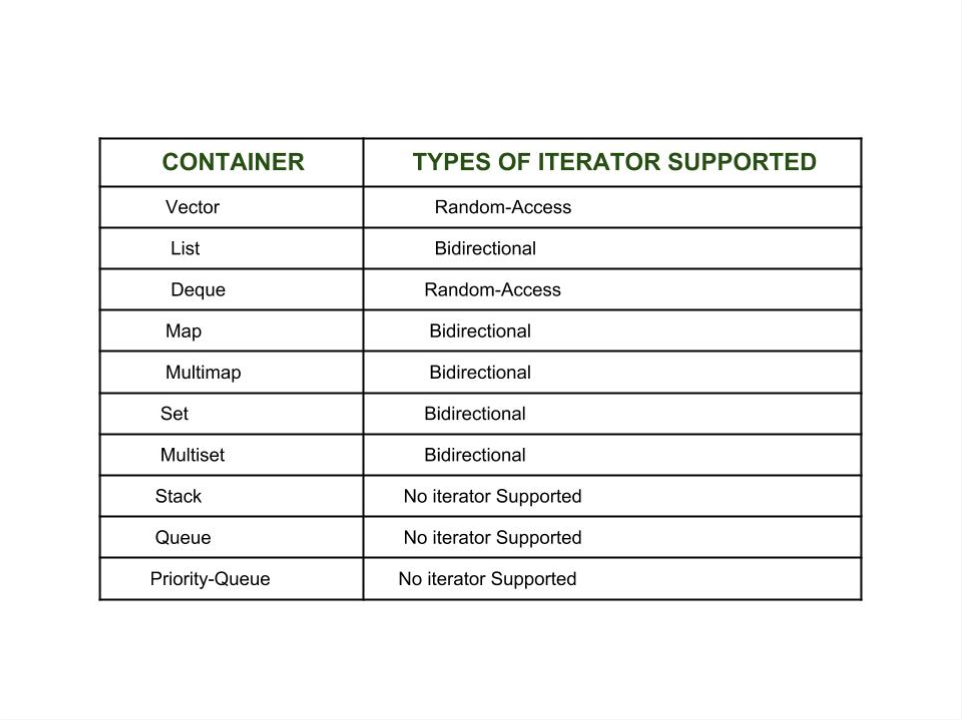 CONTAINER TYPES OF ITERATOR SUPPORTED
Vector Random-Access
List Bidirectional
Deque Random-Access
Map Bidirectional
Multimap Bidirectional
Set Bidirectional
Multiset Bidirectional
Stack No iterator Supported
Queue No iterator Supported
Priority-Queue No iterator Supported